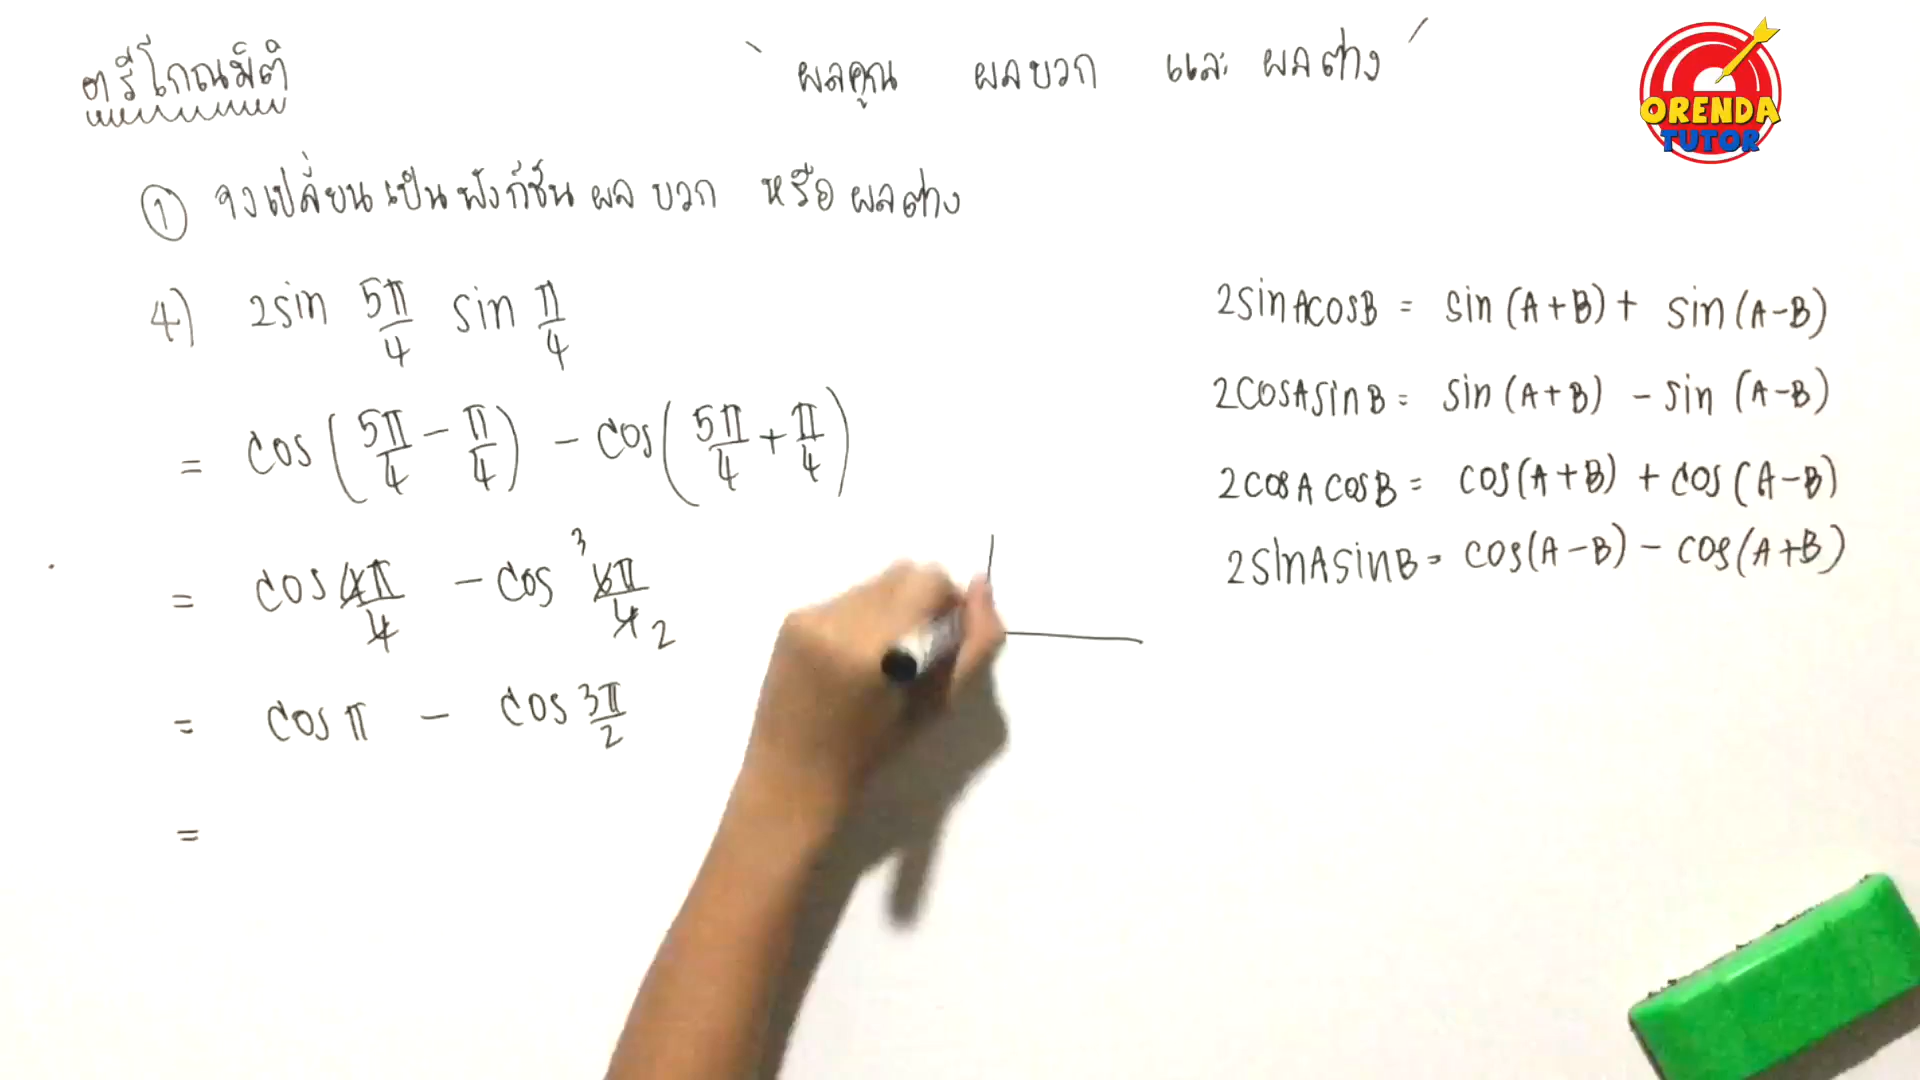 ตรีโกณมิติ
` ผลคูณ ผลบวก และ ผลต่าง ′
ORENDA
TUTOR
① จงเปลี่ยนเป็นฟังก์ชันผลบวก หรือ ผลต่าง
4) 2sin 5π/4 sin π/4
= cos(5π/4 − π/4) − cos(5π/4 + π/4)
= cos 4π/4 − cos 3 6π/4 2
= cos π − cos 3π/2
=
2sinAcosB = sin(A+B) + sin(A−B)
2cosAsinB = sin(A+B) − sin(A−B)
2cosAcosB = cos(A+B) + cos(A−B)
2sinAsinB = cos(A−B) − cos(A+B)